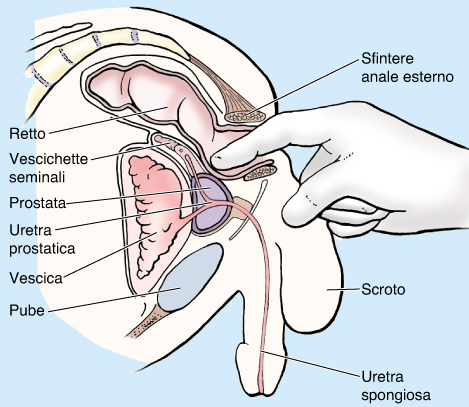 Sfintere
anale esterno
Retto
Vescichette
seminali
Prostata
Uretra
prostatica
Vescica
Pube
Scroto
Uretra
spongiosa